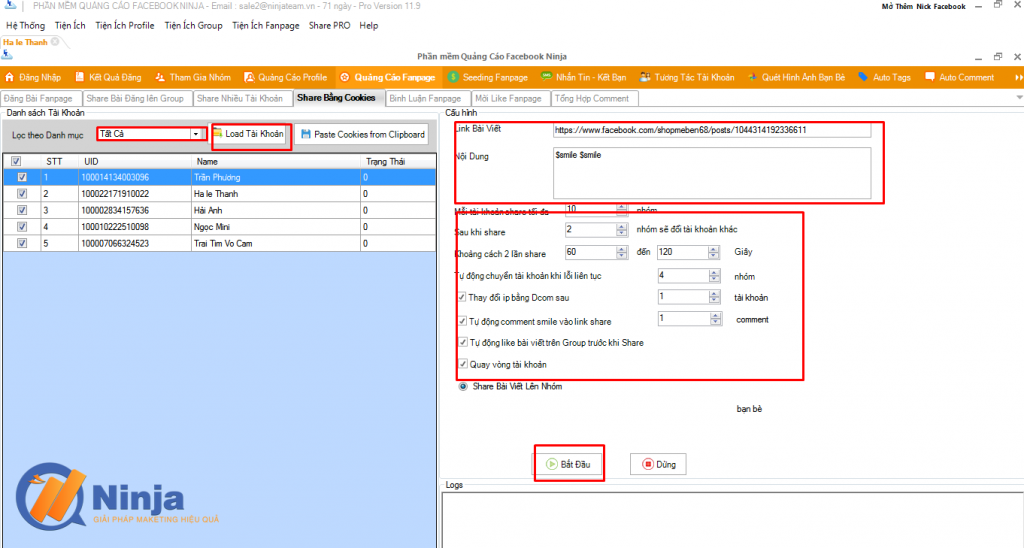 PHẦN MỀM QUẢNG CÁO FACEBOOK NINJA - Email : sale2@ninjateam.vn - 71 ngày - Pro Version 11.9
Mở Thêm Nick Facebook
Hệ Thống Tiện Ích Tiện Ích Profile Tiện Ích Group Tiện Ích Fanpage Share PRO Help
Ha le Thanh
Phần mềm Quảng Cáo Facebook Ninja
Đăng Nhập Kết Quả Đăng Tham Gia Nhóm Quảng Cáo Profile Quảng Cáo Fanpage Seeding Fanpage Nhắn Tin - Kết Bạn Tương Tác Tài Khoản Quét Hình Ảnh Bạn Bè Auto Tags Auto Comment
Đăng Bài Fanpage Share Bài Đăng lên Group Share Nhiều Tài Khoản Share Bằng Cookies Bình Luận Fanpage Mời Like Fanpage Tổng Hợp Comment
Danh sách Tài Khoản
Lọc theo Danh mục Tất Cả Load Tài Khoản Paste Cookies from Clipboard
STT UID Name Trạng Thái
1 100014134003096 Trần Phương 0
2 100022171910022 Ha le Thanh 0
3 100002834157636 Hải Anh 0
4 100010222510098 Ngọc Mini 0
5 100007066324523 Trai Tim Vo Cam 0
Ninja
GIẢI PHÁP MAKETING HIỆU QUẢ
Cấu hình
Link Bài Viết https://www.facebook.com/shopmeben68/posts/1044314192336611
Nội Dung $smile $smile
Mỗi tài khoản share tối đa 10 nhóm
Sau khi share 2 nhóm sẽ đổi tài khoản khác
Khoảng cách 2 lần share 60 đến 120 Giây
Tự động chuyển tài khoản khi lỗi liên tục 4 nhóm
Thay đổi ip bằng Dcom sau 1 tài khoản
Tự động comment smile vào link share 1 comment
Tự động like bài viết trên Group trước khi Share
Quay vòng tài khoản
Share Bài Viết Lên Nhóm
bạn bè
Bắt Đầu Dừng
Logs